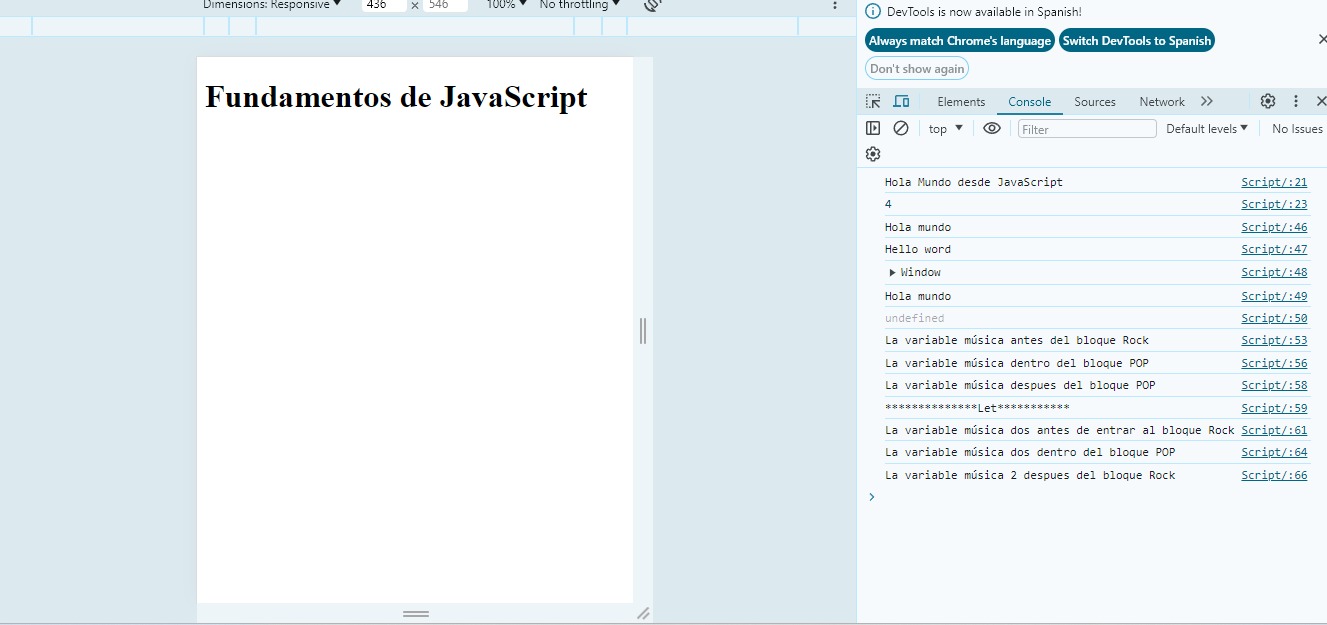 Dimensions: Responsive 436 × 546 100% No throttling
Fundamentos de JavaScript
DevTools is now available in Spanish!
Always match Chrome's language Switch DevTools to Spanish
Don't show again
Elements Console Sources Network
top Filter Default levels No Issues
Hola Mundo desde JavaScript Script/:21
4 Script/:23
Hola mundo Script/:46
Hello word Script/:47
Window Script/:48
Hola mundo Script/:49
undefined Script/:50
La variable música antes del bloque Rock Script/:53
La variable música dentro del bloque POP Script/:56
La variable música despues del bloque POP Script/:58
**************Let*********** Script/:59
La variable música dos antes de entrar al bloque Rock Script/:61
La variable música dos dentro del bloque POP Script/:64
La variable música 2 despues del bloque Rock Script/:66